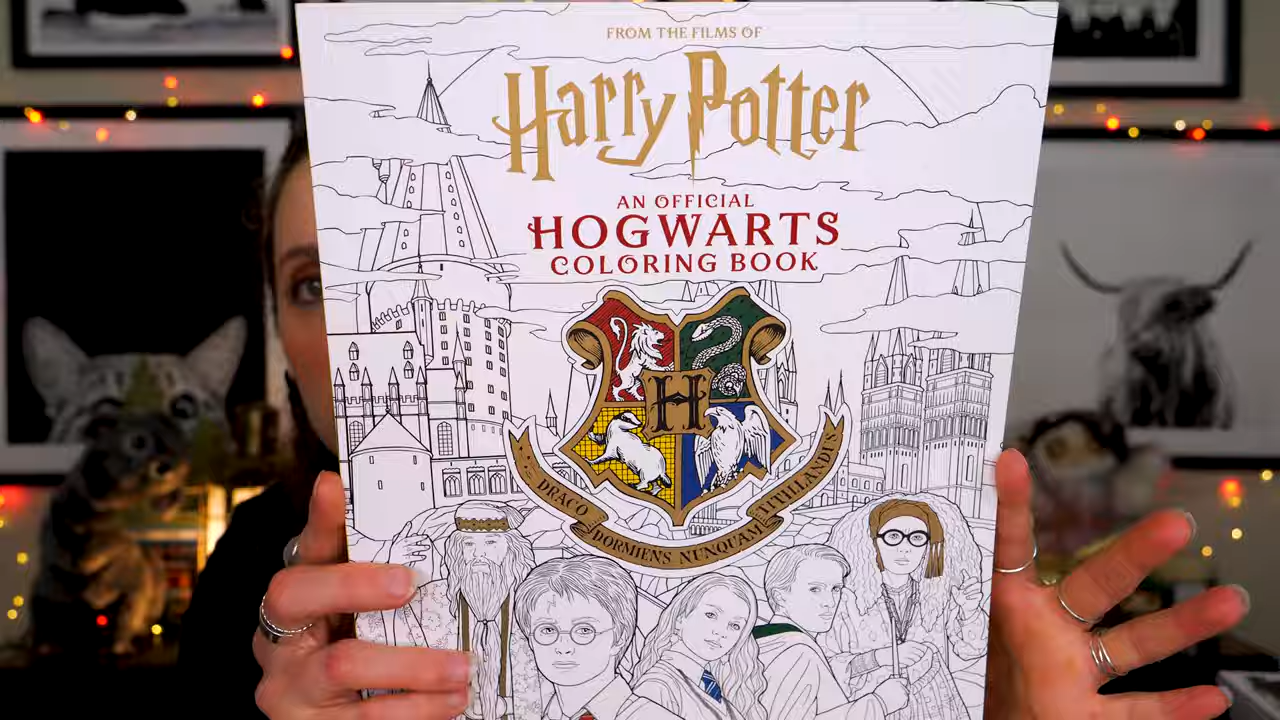 FROM THE FILMS OF
Harry Potter
AN OFFICIAL
HOGWARTS
COLORING BOOK
H
DRACO DORMIENS NUNQUAM TITILLANDUS